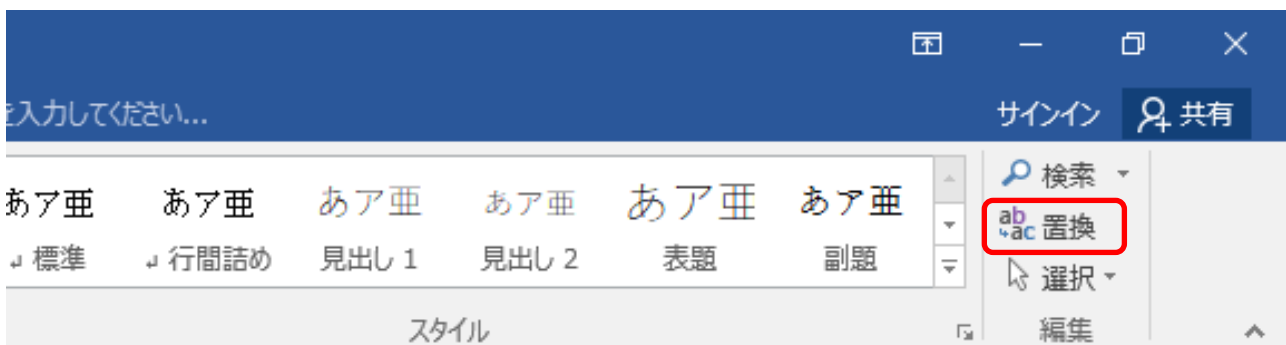 を入力してください...
サインイン 共有
あア亜 あア亜 あア亜 あア亜 あア亜 あア亜 検索
ab ac 置換
↲ 標準 ↲ 行間詰め 見出し 1 見出し 2 表題 副題 選択
スタイル 編集